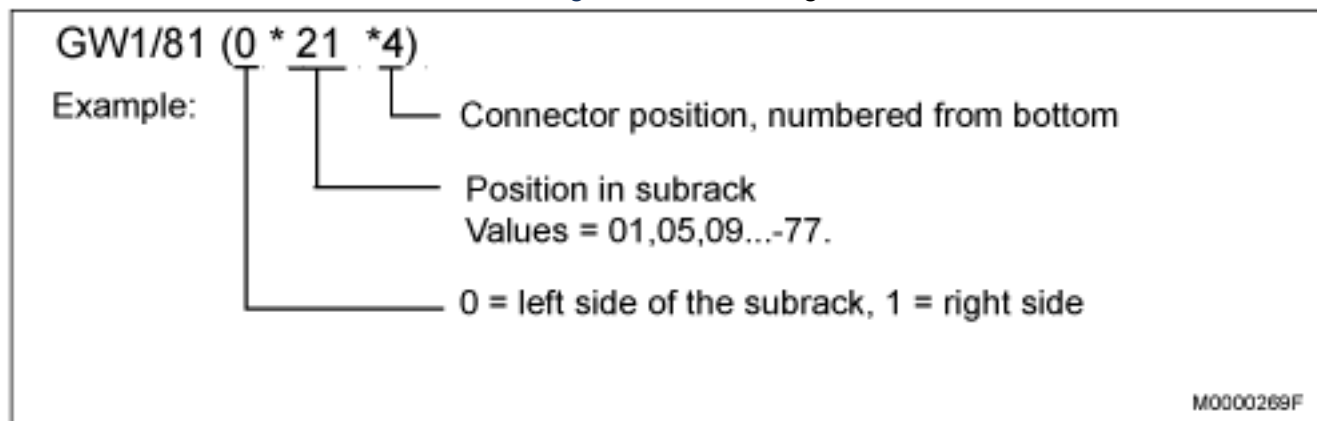 GW1/81 (0 * 21 *4)
Example:
Connector position, numbered from bottom
Position in subrack
Values = 01,05,09...-77.
0 = left side of the subrack, 1 = right side
M0000269F